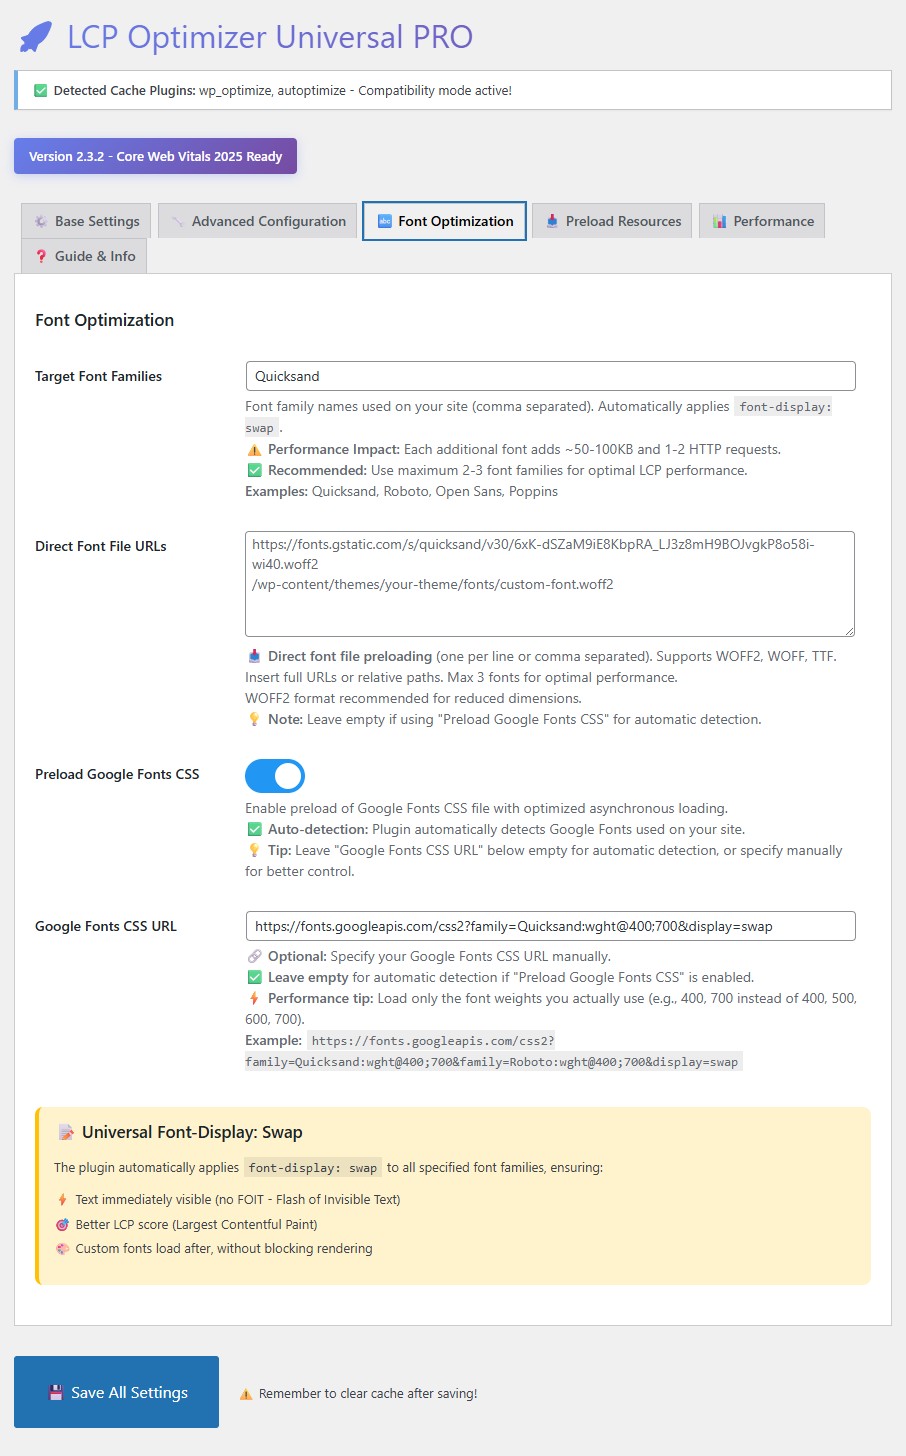 LCP Optimizer Universal PRO
Detected Cache Plugins: wp_optimize, autoptimize - Compatibility mode active!
Version 2.3.2 - Core Web Vitals 2025 Ready
Base Settings
Advanced Configuration
abc Font Optimization
Preload Resources
Performance
Guide & Info
Font Optimization
Target Font Families
Quicksand
Font family names used on your site (comma separated). Automatically applies font-display:
swap .
Performance Impact: Each additional font adds ~50-100KB and 1-2 HTTP requests.
Recommended: Use maximum 2-3 font families for optimal LCP performance.
Examples: Quicksand, Roboto, Open Sans, Poppins
Direct Font File URLs
https://fonts.gstatic.com/s/quicksand/v30/6xK-dSZaM9iE8KbpRA_LJ3z8mH9BOJvgkP8o58i-
wi40.woff2
/wp-content/themes/your-theme/fonts/custom-font.woff2
Direct font file preloading (one per line or comma separated). Supports WOFF2, WOFF, TTF.
Insert full URLs or relative paths. Max 3 fonts for optimal performance.
WOFF2 format recommended for reduced dimensions.
Note: Leave empty if using "Preload Google Fonts CSS" for automatic detection.
Preload Google Fonts CSS
Enable preload of Google Fonts CSS file with optimized asynchronous loading.
Auto-detection: Plugin automatically detects Google Fonts used on your site.
Tip: Leave "Google Fonts CSS URL" below empty for automatic detection, or specify manually
for better control.
Google Fonts CSS URL
https://fonts.googleapis.com/css2?family=Quicksand:wght@400;700&display=swap
Optional: Specify your Google Fonts CSS URL manually.
Leave empty for automatic detection if "Preload Google Fonts CSS" is enabled.
Performance tip: Load only the font weights you actually use (e.g., 400, 700 instead of 400, 500,
600, 700).
Example: https://fonts.googleapis.com/css2?
family=Quicksand:wght@400;700&family=Roboto:wght@400;700&display=swap
Universal Font-Display: Swap
The plugin automatically applies font-display: swap to all specified font families, ensuring:
Text immediately visible (no FOIT - Flash of Invisible Text)
Better LCP score (Largest Contentful Paint)
Custom fonts load after, without blocking rendering
Save All Settings
Remember to clear cache after saving!